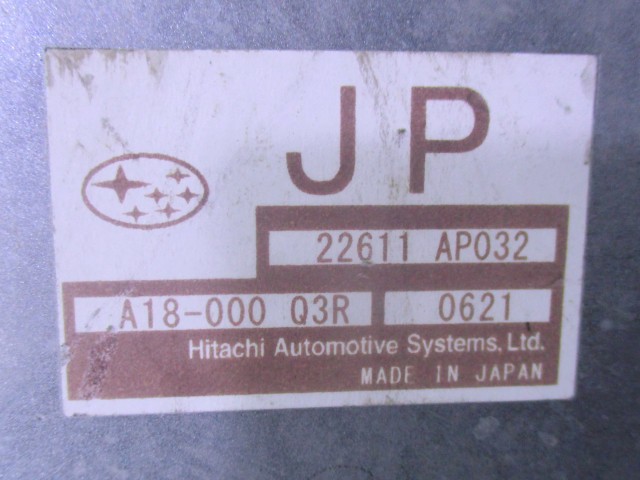 JP
22611 AP032
A18-000 Q3R 0621
Hitachi Automotive Systems, Ltd.
MADE IN JAPAN